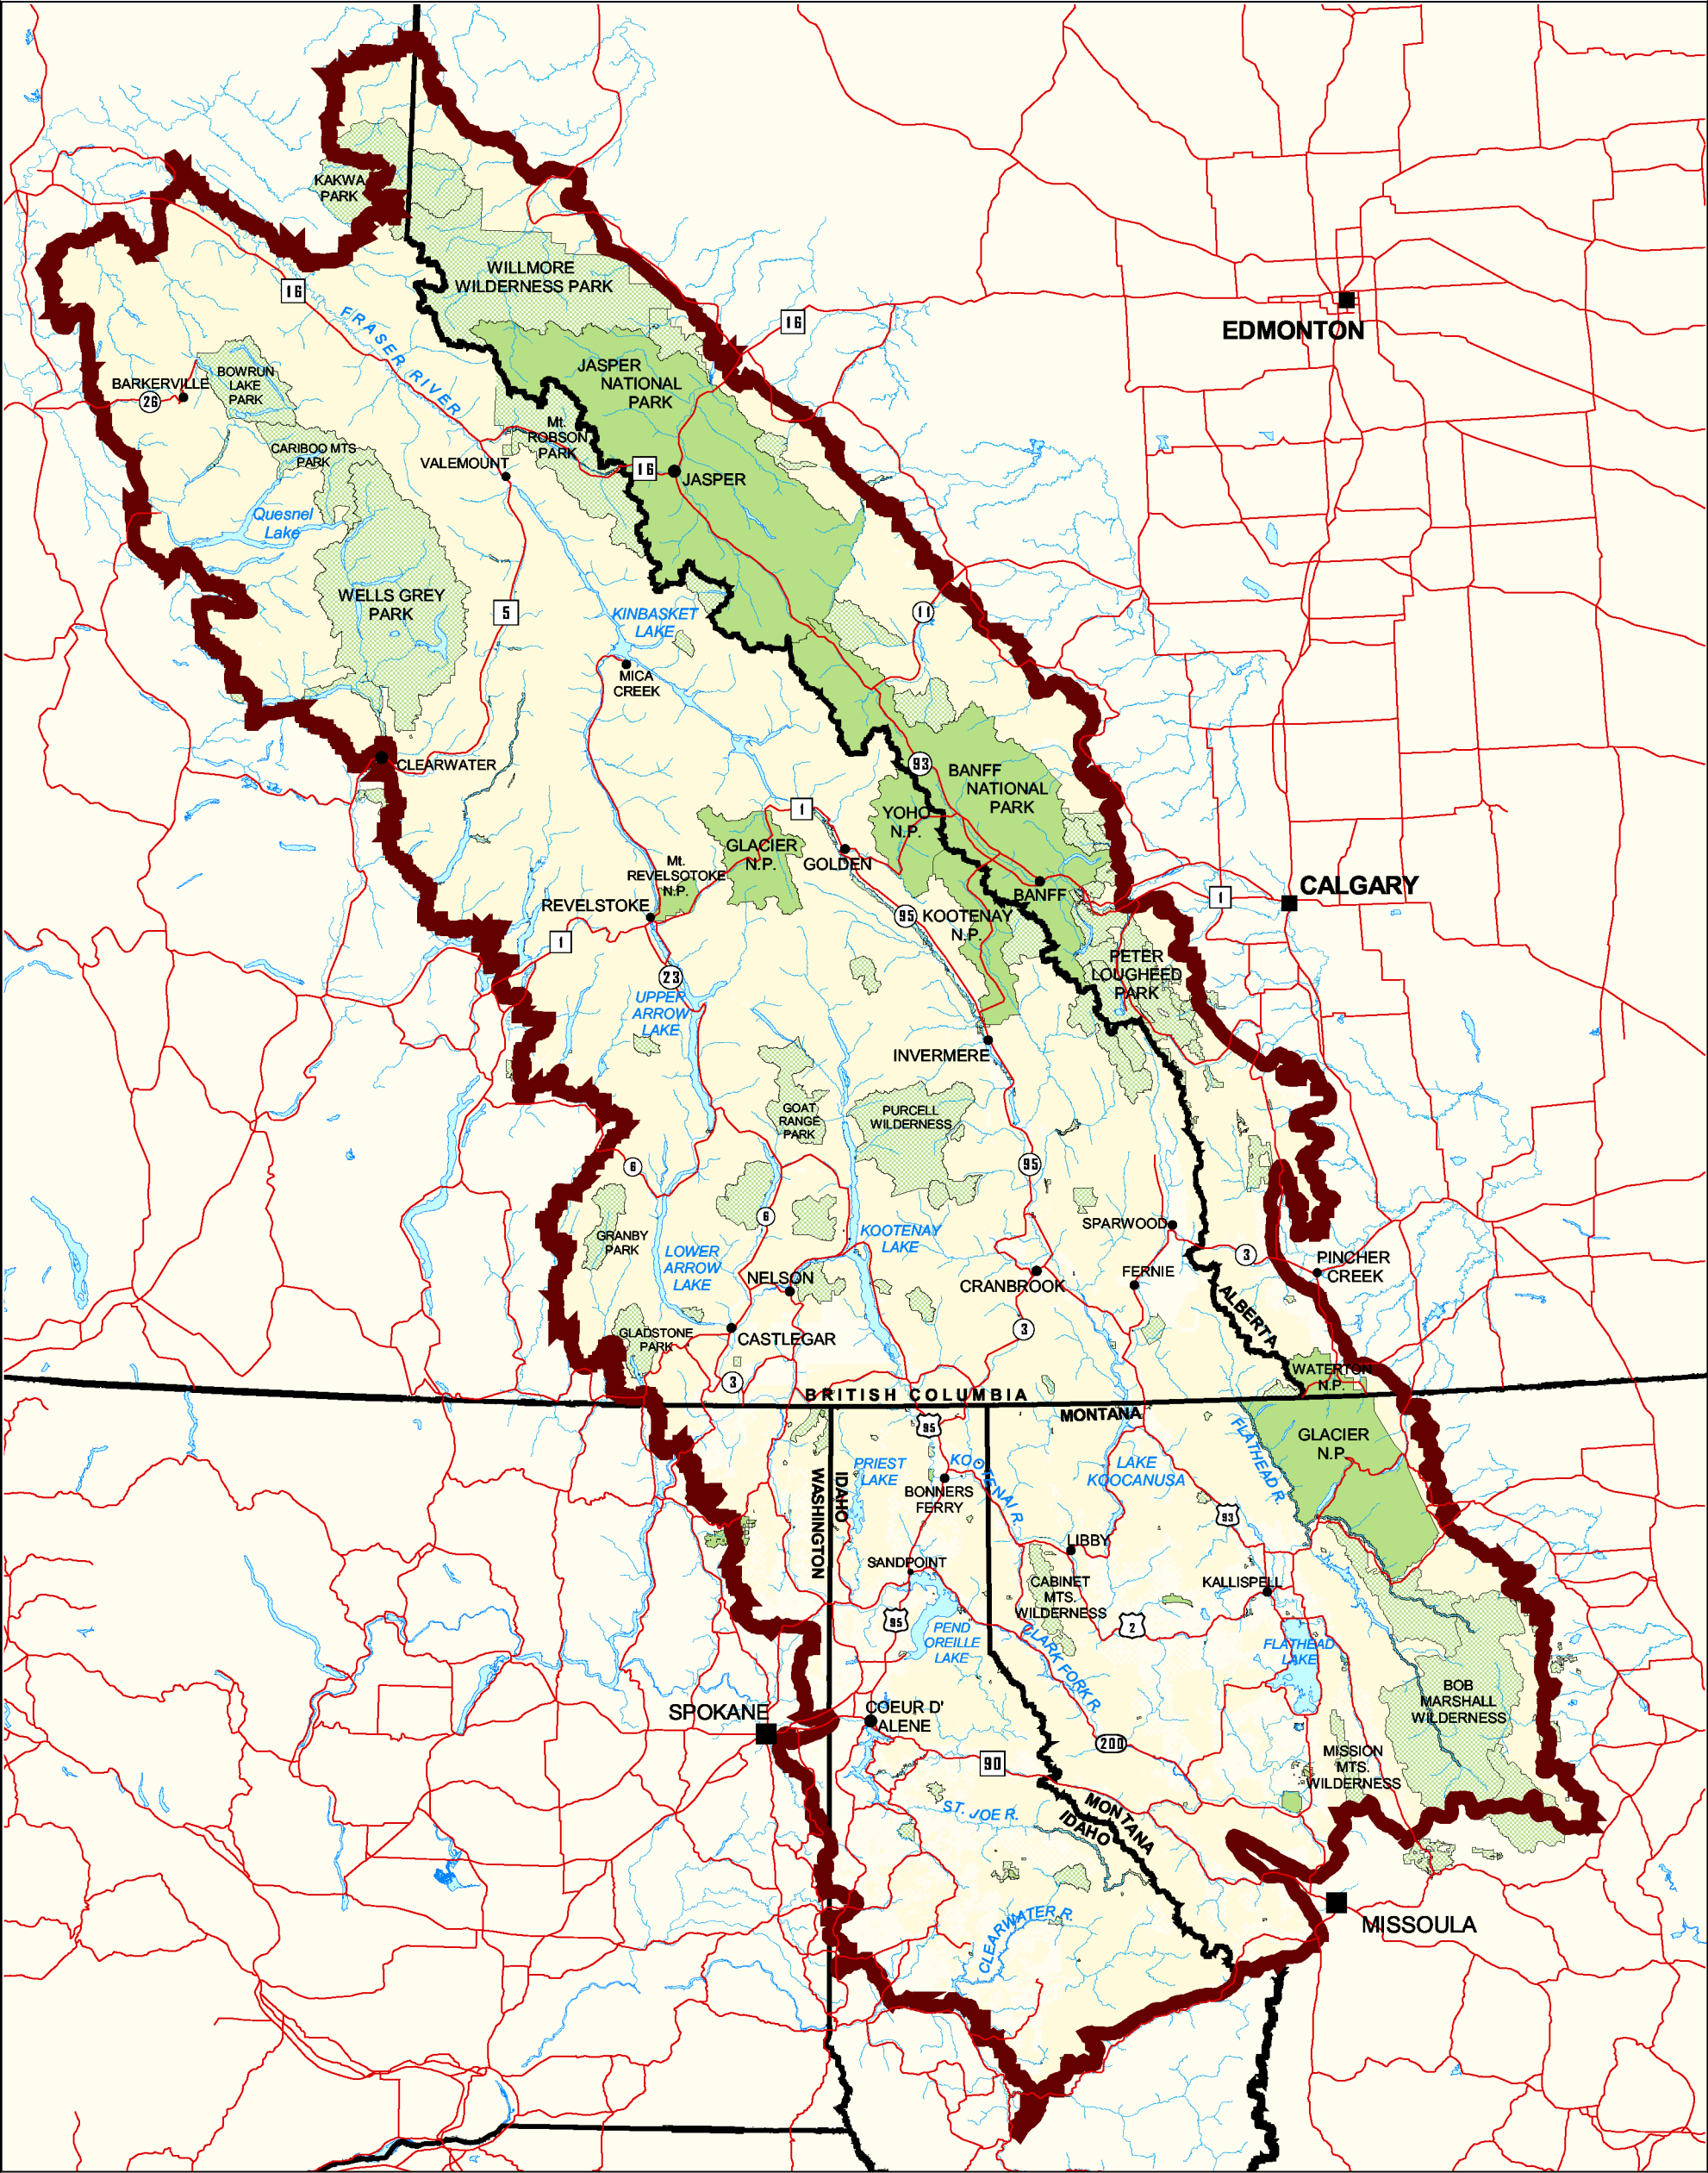 KAKWA
PARK
WILLMORE
WILDERNESS PARK
16
FRASER RIVER
16
EDMONTON
JASPER
NATIONAL
PARK
BARKERVILLE
26
BOWRUN
LAKE
PARK
Mt.
ROBSON
PARK
CARIBOO MTS
PARK
VALEMOUNT
16
JASPER
Quesnel
Lake
WELLS GREY
PARK
5
KINBASKET
LAKE
11
MICA
CREEK
CLEARWATER
93
BANFF
NATIONAL
PARK
1
YOHO
N.P.
GLACIER
N.P.
GOLDEN
Mt.
REVELSOTOKE
N.P.
BANFF
1
CALGARY
REVELSTOKE
95
KOOTENAY
N.P.
1
23
PETER
LOUGHEED
PARK
UPPER
ARROW
LAKE
INVERMERE
GOAT
RANGE
PARK
PURCELL
WILDERNESS
6
95
6
GRANBY
PARK
SPARWOOD
KOOTENAY
LAKE
LOWER
ARROW
LAKE
3
PINCHER
CREEK
NELSON
CRANBROOK
FERNIE
ALBERTA
GLADSTONE
PARK
CASTLEGAR
3
3
WATERTON
N.P.
BRITISH COLUMBIA
MONTANA
95
FLATHEAD R.
GLACIER
N.P.
WASHINGTON
IDAHO
PRIEST
LAKE
KOOTENAI R.
LAKE
KOOCANUSA
BONNERS
FERRY
93
LIBBY
SANDPOINT
CABINET
MTS.
WILDERNESS
KALLISPELL
95
2
PEND
OREILLE
LAKE
CLARK FORK R.
FLATHEAD
LAKE
BOB
MARSHALL
WILDERNESS
SPOKANE
COEUR D'
ALENE
200
90
MISSION
MTS.
WILDERNESS
ST. JOE R.
MONTANA
IDAHO
CLEARWATER R.
MISSOULA